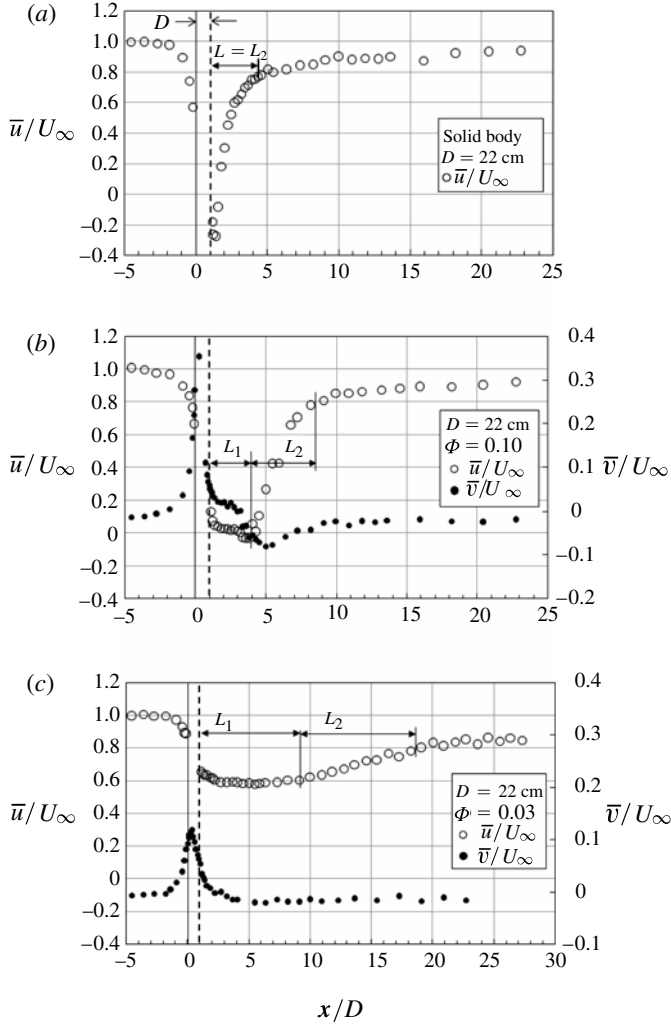 (a)
1.2
1.0
0.8
0.6
0.4
0.2
0
−0.2
−0.4
u̅/U∞
D
L = L₂
Solid body
D = 22 cm
u̅/U∞
−5 0 5 10 15 20 25
(b)
1.2
1.0
0.8
0.6
0.4
0.2
0
−0.2
−0.4
u̅/U∞
L₁ L₂
D = 22 cm
Φ = 0.10
u̅/U∞
v̅/U∞
0.4
0.3
0.2
0.1
0
−0.1
−0.2
v̅/U∞
−5 0 5 10 15 20 25
(c)
1.2
1.0
0.8
0.6
0.4
0.2
0
−0.2
−0.4
u̅/U∞
L₁ L₂
D = 22 cm
Φ = 0.03
u̅/U∞
v̅/U∞
0.4
0.3
0.2
0.1
0
−0.1
v̅/U∞
−5 0 5 10 15 20 25 30
x/D